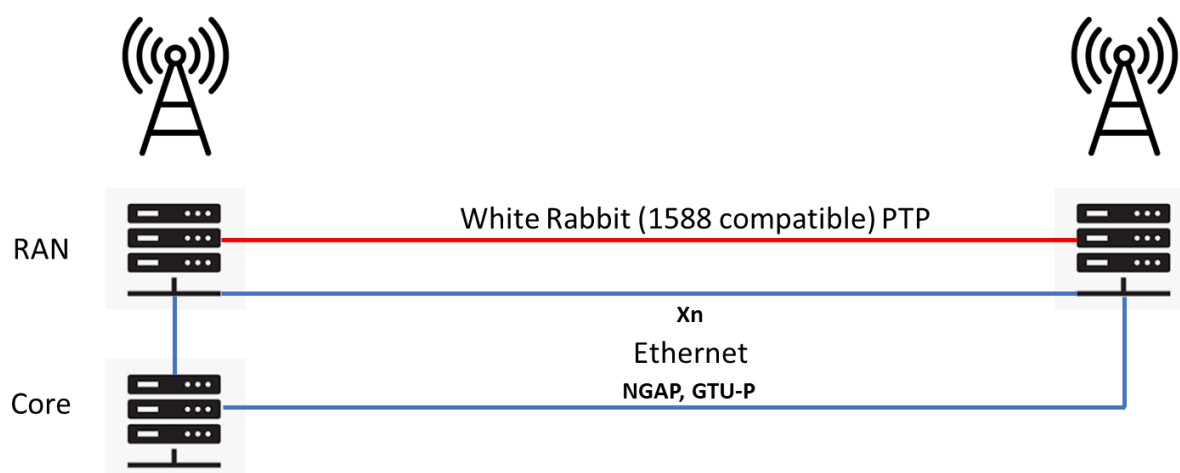 White Rabbit (1588 compatible) PTP
RAN
Xn
Ethernet
NGAP, GTU-P
Core